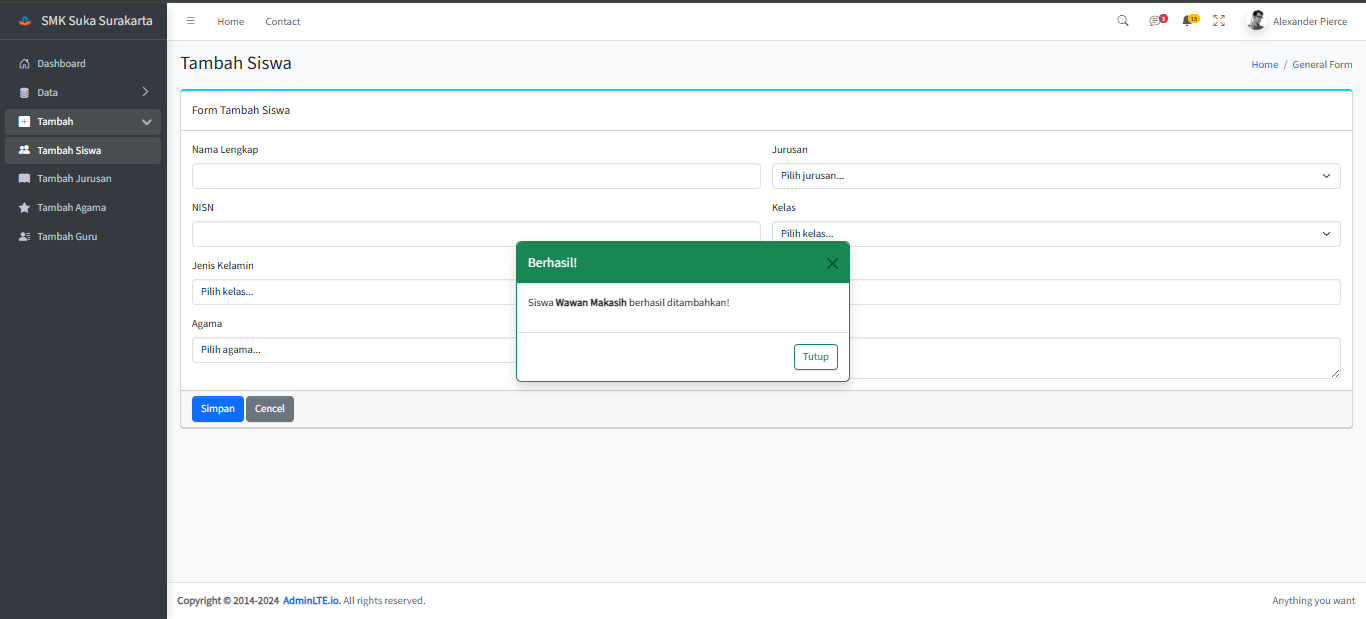 SMK Suka Surakarta
Home
Contact
3
15
Alexander Pierce
Dashboard
Data
Tambah
Tambah Siswa
Tambah Jurusan
Tambah Agama
Tambah Guru
Tambah Siswa
Home / General Form
Form Tambah Siswa
Nama Lengkap
Jurusan
Pilih jurusan...
NISN
Kelas
Pilih kelas...
Jenis Kelamin
Pilih kelas...
Agama
Pilih agama...
Berhasil!
Siswa Wawan Makasih berhasil ditambahkan!
Tutup
Simpan
Cencel
Copyright © 2014-2024 AdminLTE.io. All rights reserved.
Anything you want